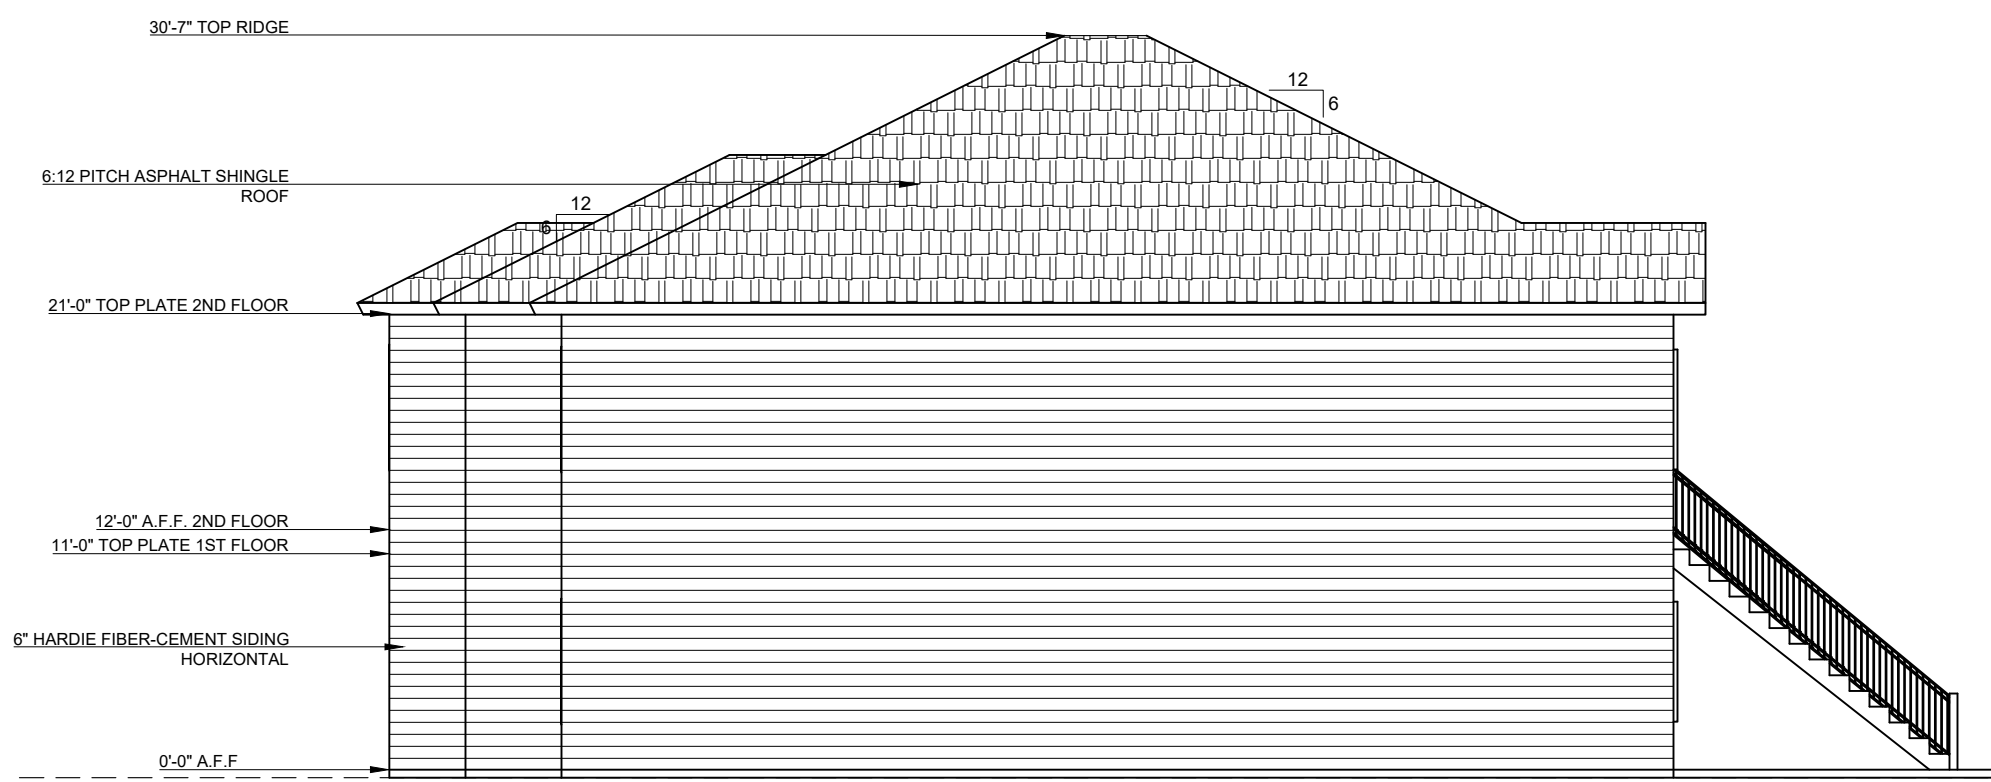 30'-7" TOP RIDGE
12
6
6:12 PITCH ASPHALT SHINGLE
ROOF
12
6
21'-0" TOP PLATE 2ND FLOOR
12'-0" A.F.F. 2ND FLOOR
11'-0" TOP PLATE 1ST FLOOR
6" HARDIE FIBER-CEMENT SIDING
HORIZONTAL
0'-0" A.F.F